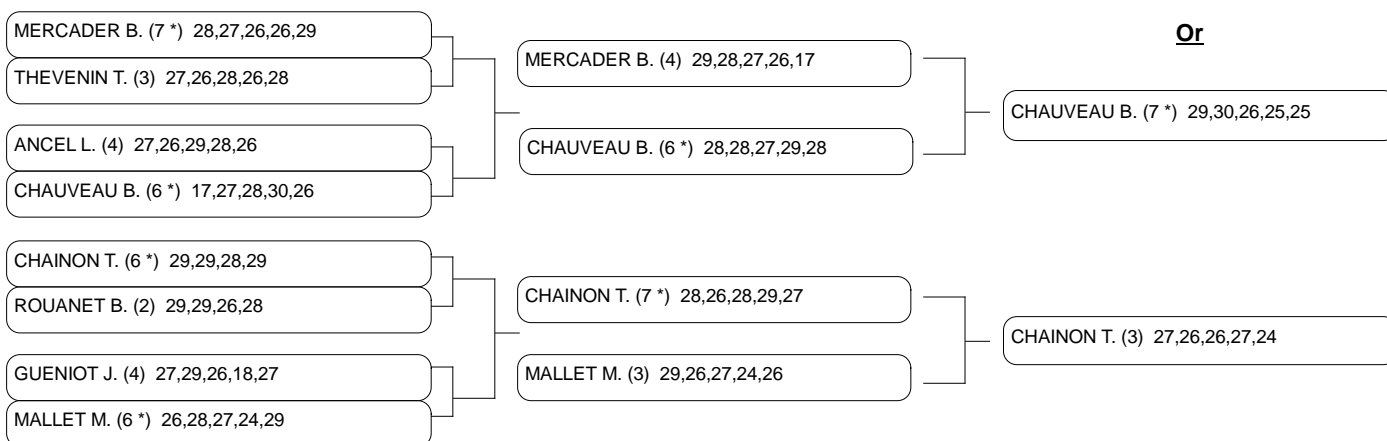 MERCADER B. (7 *) 28,27,26,26,29
THEVENIN T. (3) 27,26,28,26,28
ANCEL L. (4) 27,26,29,28,26
CHAUVEAU B. (6 *) 17,27,28,30,26
CHAINON T. (6 *) 29,29,28,29
ROUANET B. (2) 29,29,26,28
GUENIOT J. (4) 27,29,26,18,27
MALLET M. (6 *) 26,28,27,24,29
MERCADER B. (4) 29,28,27,26,17
CHAUVEAU B. (6 *) 28,28,27,29,28
CHAINON T. (7 *) 28,26,28,29,27
MALLET M. (3) 29,26,27,24,26
Or
CHAUVEAU B. (7 *) 29,30,26,25,25
CHAINON T. (3) 27,26,26,27,24